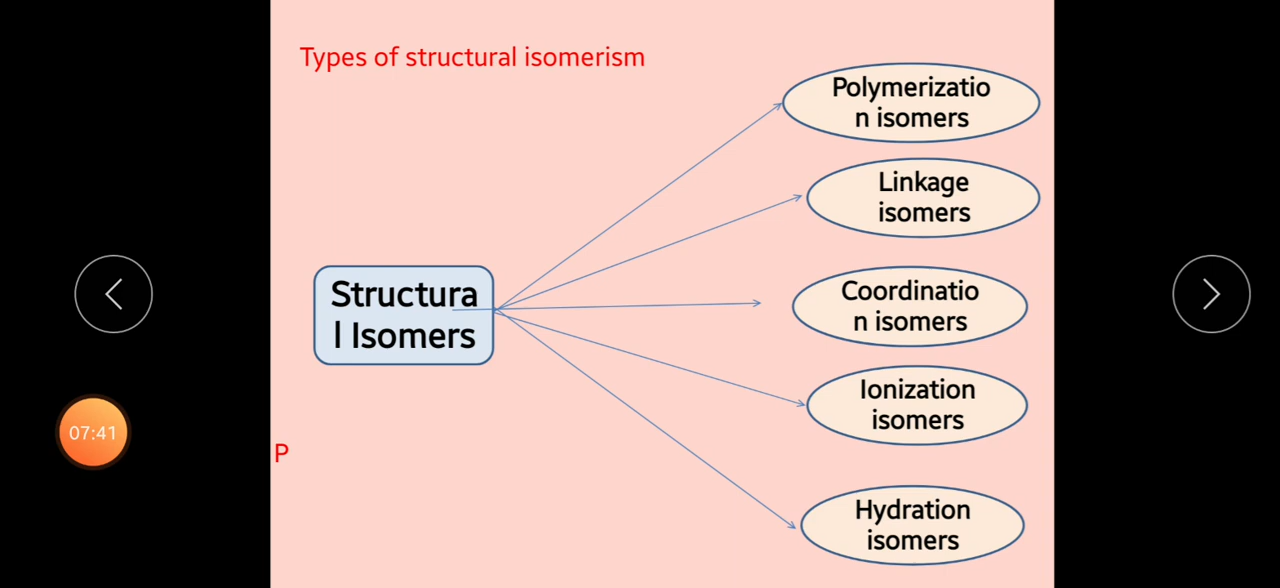 Types of structural isomerism
Polymerizatio
n isomers
Linkage
isomers
Structura
l Isomers
Coordinatio
n isomers
Ionization
isomers
07:41
P
Hydration
isomers